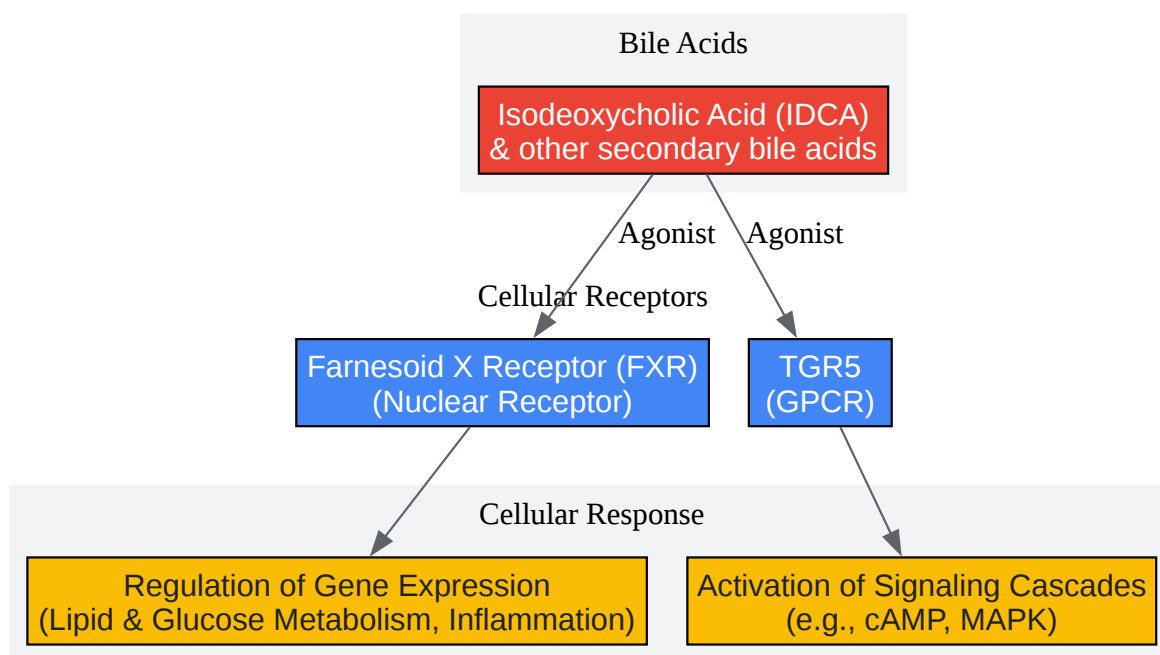 Bile Acids
Isodeoxycholic Acid (IDCA)
& other secondary bile acids
Agonist
Agonist
Cellular Receptors
Farnesoid X Receptor (FXR)
(Nuclear Receptor)
TGR5
(GPCR)
Cellular Response
Regulation of Gene Expression
(Lipid & Glucose Metabolism, Inflammation)
Activation of Signaling Cascades
(e.g., cAMP, MAPK)